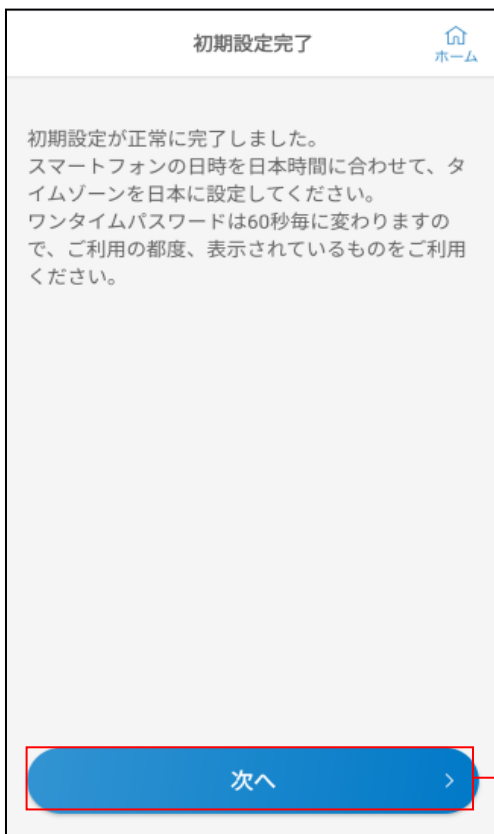 初期設定完了
ホーム
初期設定が正常に完了しました。
スマートフォンの日時を日本時間に合わせて、タ
イムゾーンを日本に設定してください。
ワンタイムパスワードは60秒毎に変わりますの
で、ご利用の都度、表示されているものをご利用
ください。
次へ